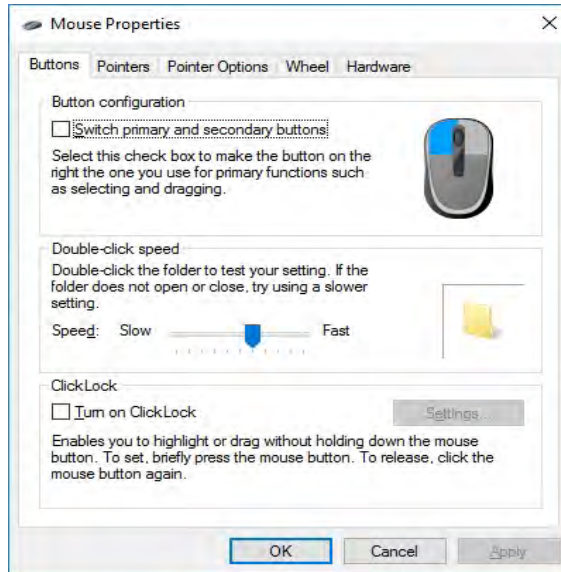 Mouse Properties
Buttons Pointers Pointer Options Wheel Hardware
Button configuration
Switch primary and secondary buttons
Select this check box to make the button on the
right the one you use for primary functions such
as selecting and dragging.
Double-click speed
Double-click the folder to test your setting. If the
folder does not open or close, try using a slower
setting.
Speed: Slow Fast
ClickLock
Turn on ClickLock Settings...
Enables you to highlight or drag without holding down the mouse
button. To set, briefly press the mouse button. To release, click the
mouse button again.
OK Cancel Apply